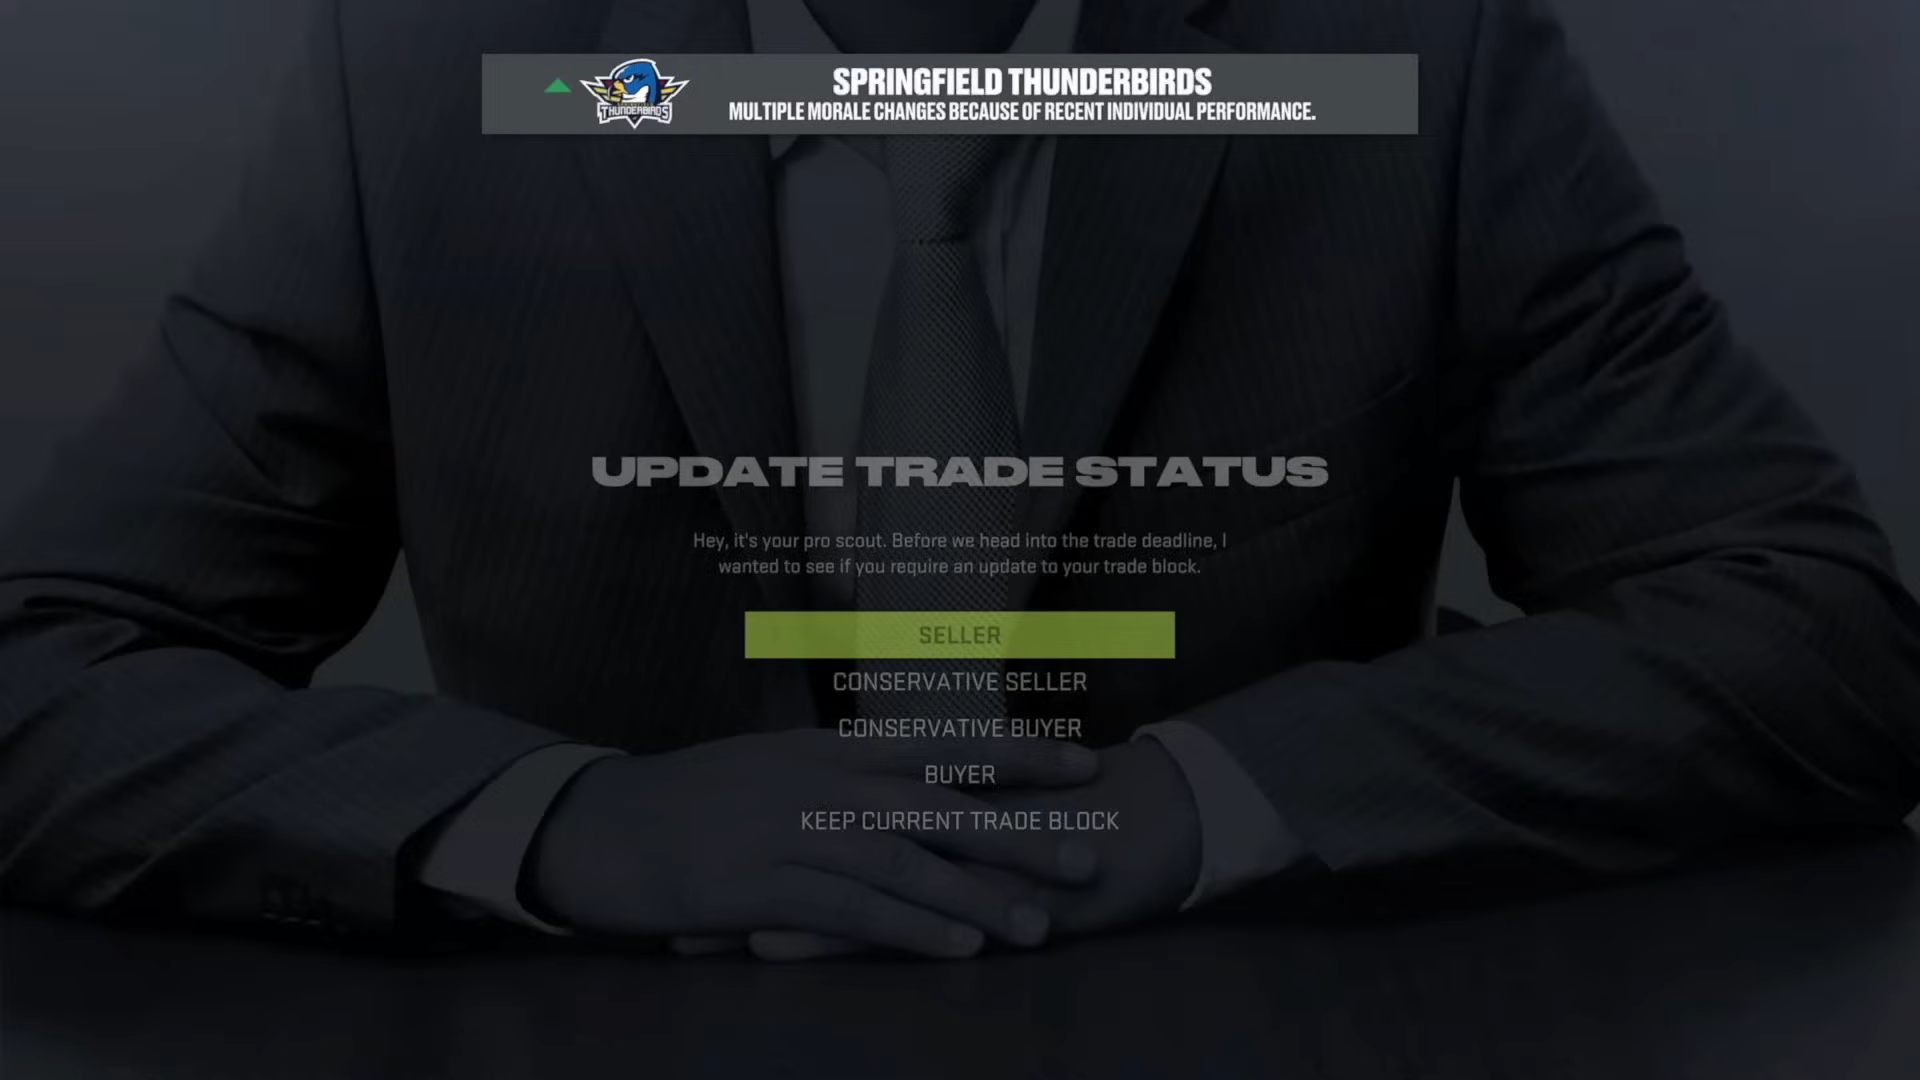 THUNDERBIRDS
SPRINGFIELD THUNDERBIRDS
MULTIPLE MORALE CHANGES BECAUSE OF RECENT INDIVIDUAL PERFORMANCE.
UPDATE TRADE STATUS
Hey, it's your pro scout. Before we head into the trade deadline, I
wanted to see if you require an update to your trade block.
SELLER
CONSERVATIVE SELLER
CONSERVATIVE BUYER
BUYER
KEEP CURRENT TRADE BLOCK